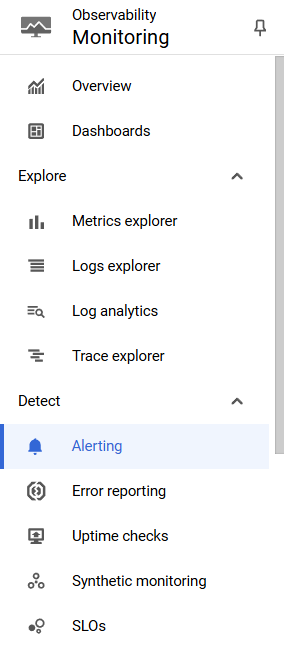 Observability
Monitoring
Overview
Dashboards
Explore
Metrics explorer
Logs explorer
Log analytics
Trace explorer
Detect
Alerting
Error reporting
Uptime checks
Synthetic monitoring
SLOs